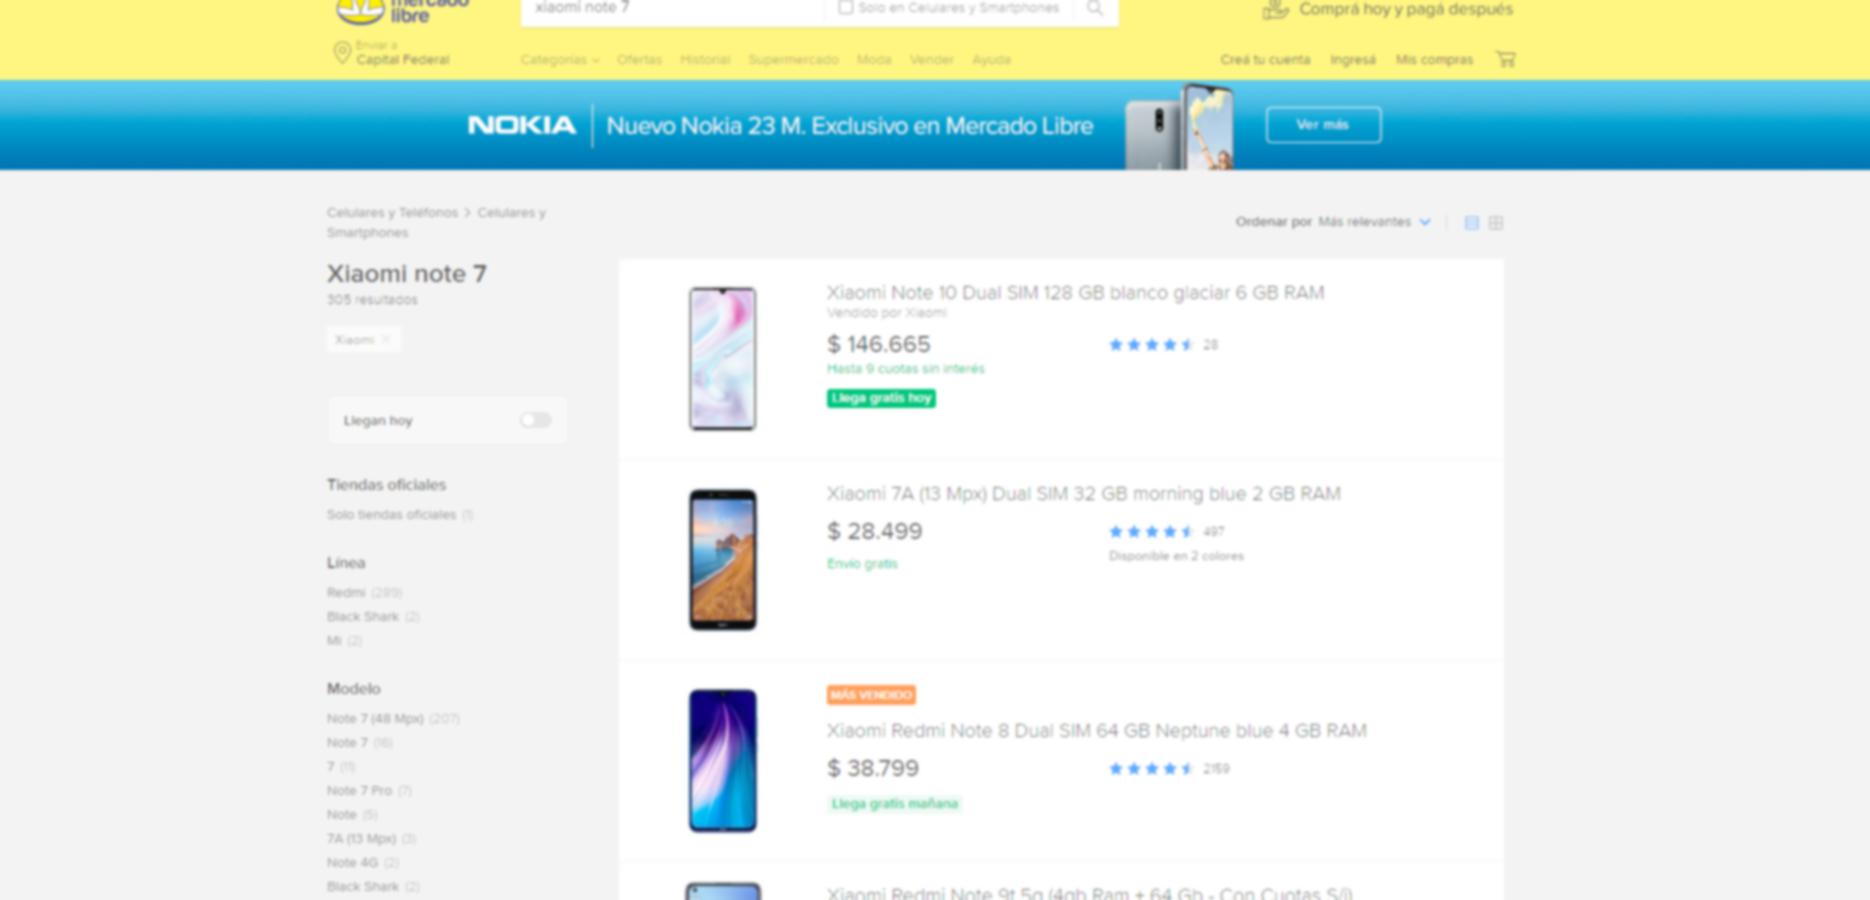 mercado
libre
xiaomi note 7
Solo en Celulares y Smartphones
Comprá hoy y pagá después
Enviar a
Capital Federal
Categorías
Ofertas
Historial
Supermercado
Moda
Vender
Ayuda
Creá tu cuenta
Ingresá
Mis compras
NOKIA
Nuevo Nokia 23 M. Exclusivo en Mercado Libre
Ver más
Celulares y Teléfonos > Celulares y
Smartphones
Ordenar por Más relevantes
Xiaomi note 7
305 resultados
Xiaomi
Llegan hoy
Tiendas oficiales
Solo tiendas oficiales (1)
Línea
Redmi (289)
Black Shark (2)
Mi (2)
Modelo
Note 7 (48 Mpx) (207)
Note 7 (16)
7 (11)
Note 7 Pro (7)
Note (5)
7A (13 Mpx) (3)
Note 4G (2)
Black Shark (2)
Xiaomi Note 10 Dual SIM 128 GB blanco glaciar 6 GB RAM
Vendido por Xiaomi
$ 146.665
28
Hasta 9 cuotas sin interés
Llega gratis hoy
Xiaomi 7A (13 Mpx) Dual SIM 32 GB morning blue 2 GB RAM
$ 28.499
497
Disponible en 2 colores
Envío gratis
MÁS VENDIDO
Xiaomi Redmi Note 8 Dual SIM 64 GB Neptune blue 4 GB RAM
$ 38.799
2159
Llega gratis mañana
Xiaomi Redmi Note 9t 5g (4gb Ram + 64 Gb - Con Cuotas S/i)